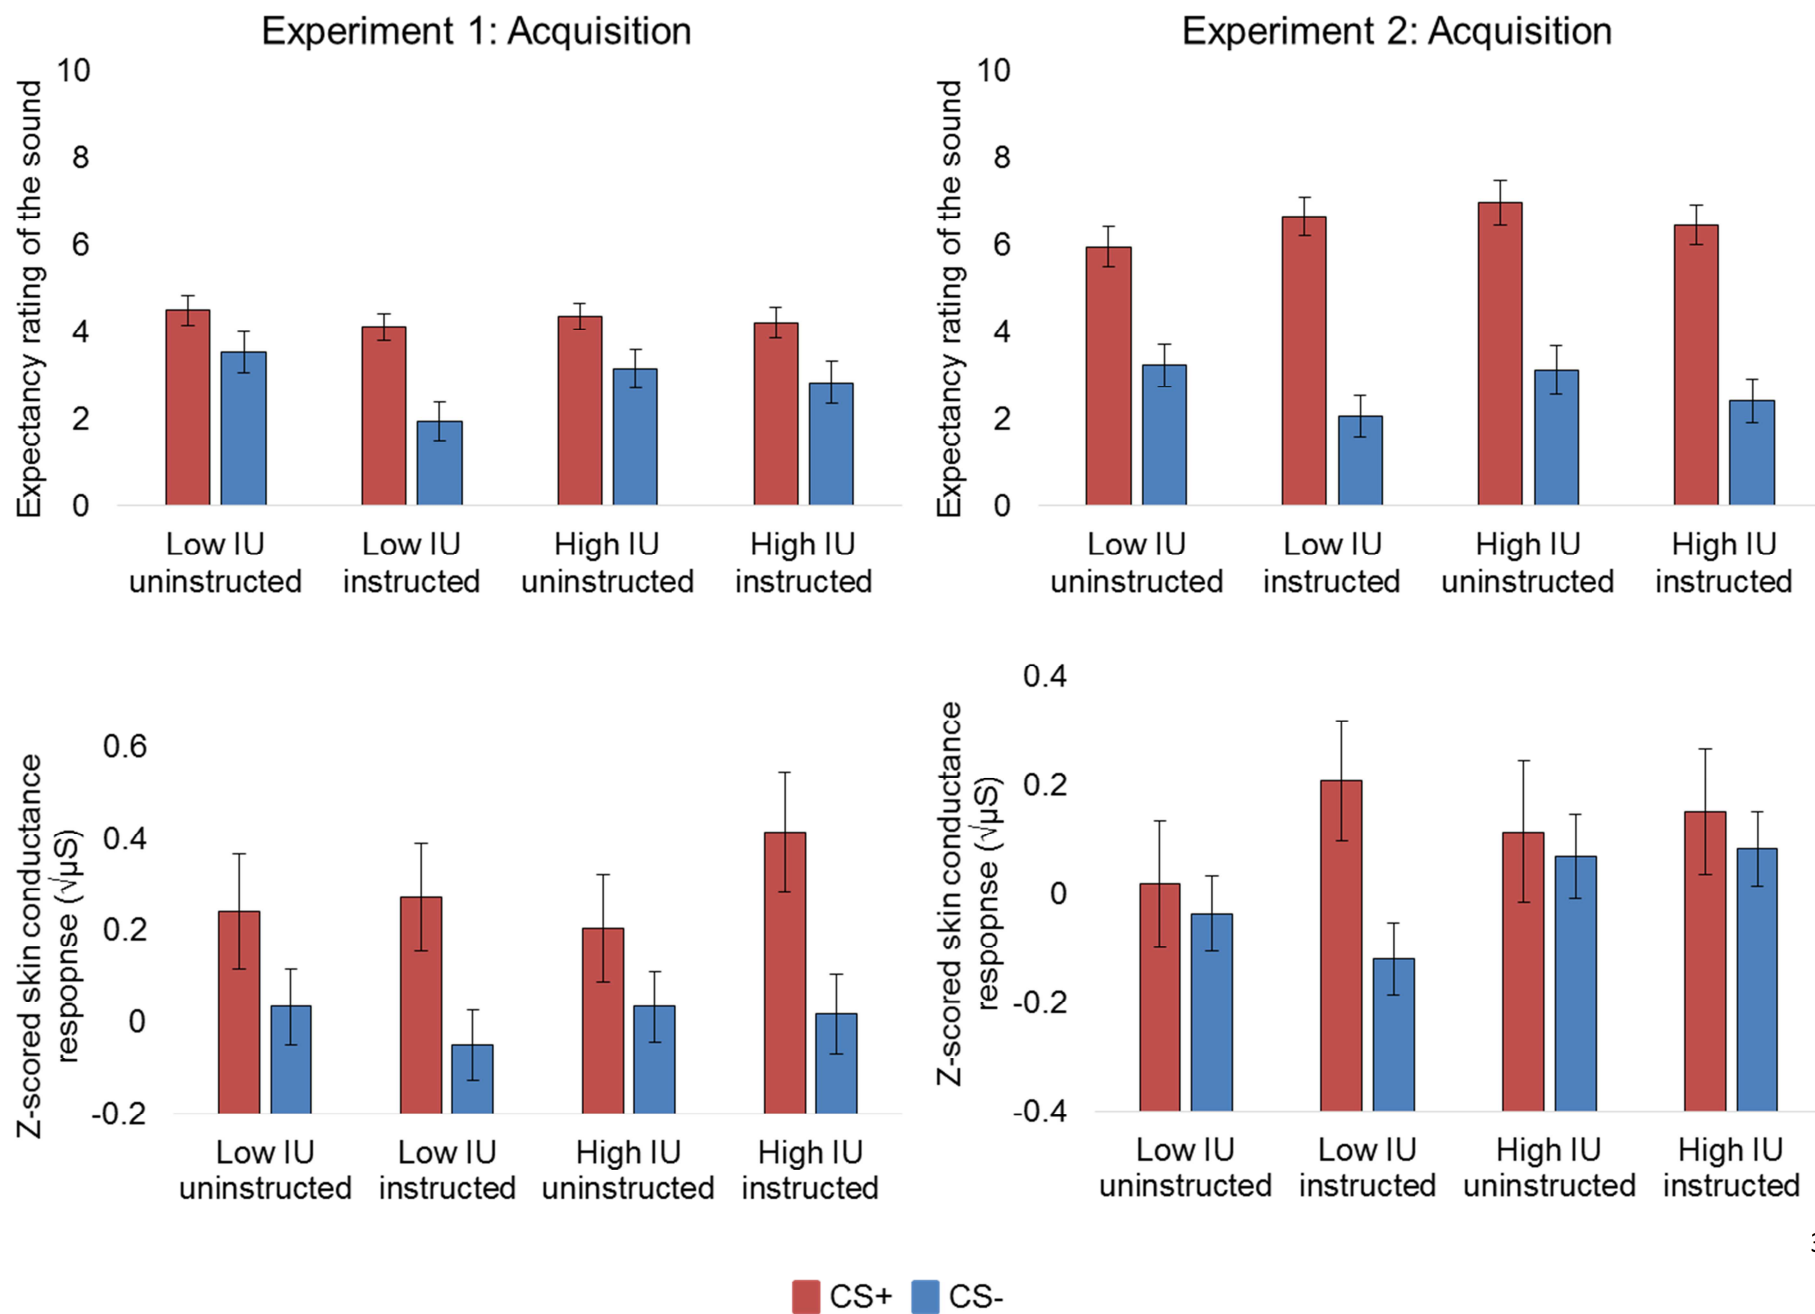 Experiment 1: Acquisition
Expectancy rating of the sound
10
8
6
4
2
0
Low IU
uninstructed
Low IU
instructed
High IU
uninstructed
High IU
instructed
Experiment 2: Acquisition
Expectancy rating of the sound
10
8
6
4
2
0
Low IU
uninstructed
Low IU
instructed
High IU
uninstructed
High IU
instructed
Z-scored skin conductance
respopnse (√µS)
0.6
0.4
0.2
0
-0.2
Low IU
uninstructed
Low IU
instructed
High IU
uninstructed
High IU
instructed
Z-scored skin conductance
respopnse (√µS)
0.4
0.2
0
-0.2
-0.4
Low IU
uninstructed
Low IU
instructed
High IU
uninstructed
High IU
instructed
CS+
CS-